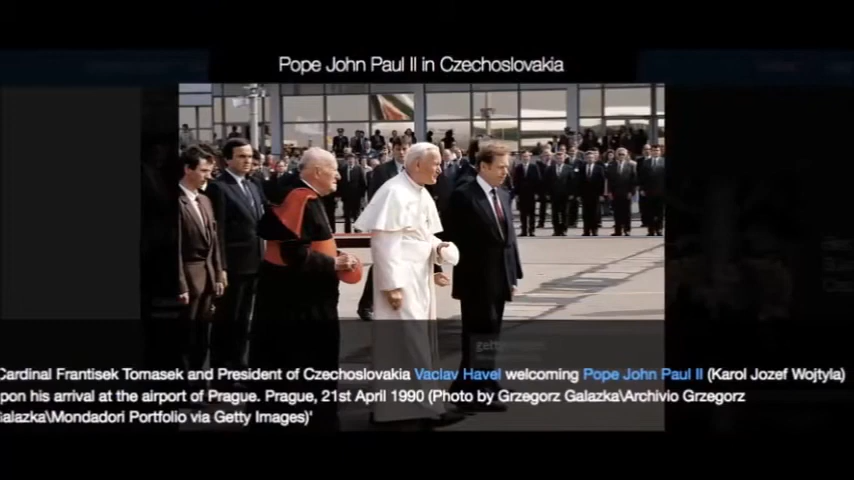 Pope John Paul II in Czechoslovakia
Cardinal Frantisek Tomasek and President of Czechoslovakia Vaclav Havel welcoming Pope John Paul II (Karol Jozef Wojtyla)
pon his arrival at the airport of Prague. Prague, 21st April 1990 (Photo by Grzegorz Galazka\Archivio Grzegorz
Galazka\Mondadori Portfolio via Getty Images)'